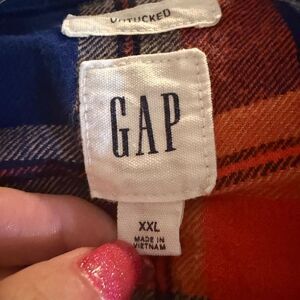 UNTUCKED
GAP
XXL
MADE IN
VIETNAM